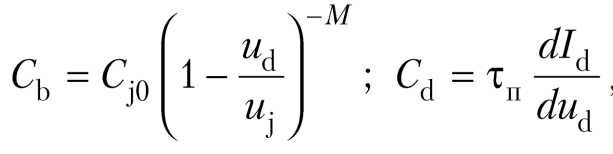 C_b = C_j0 (1 − u_d / u_j)^−M ; C_d = τ_п dI_d / du_d ,